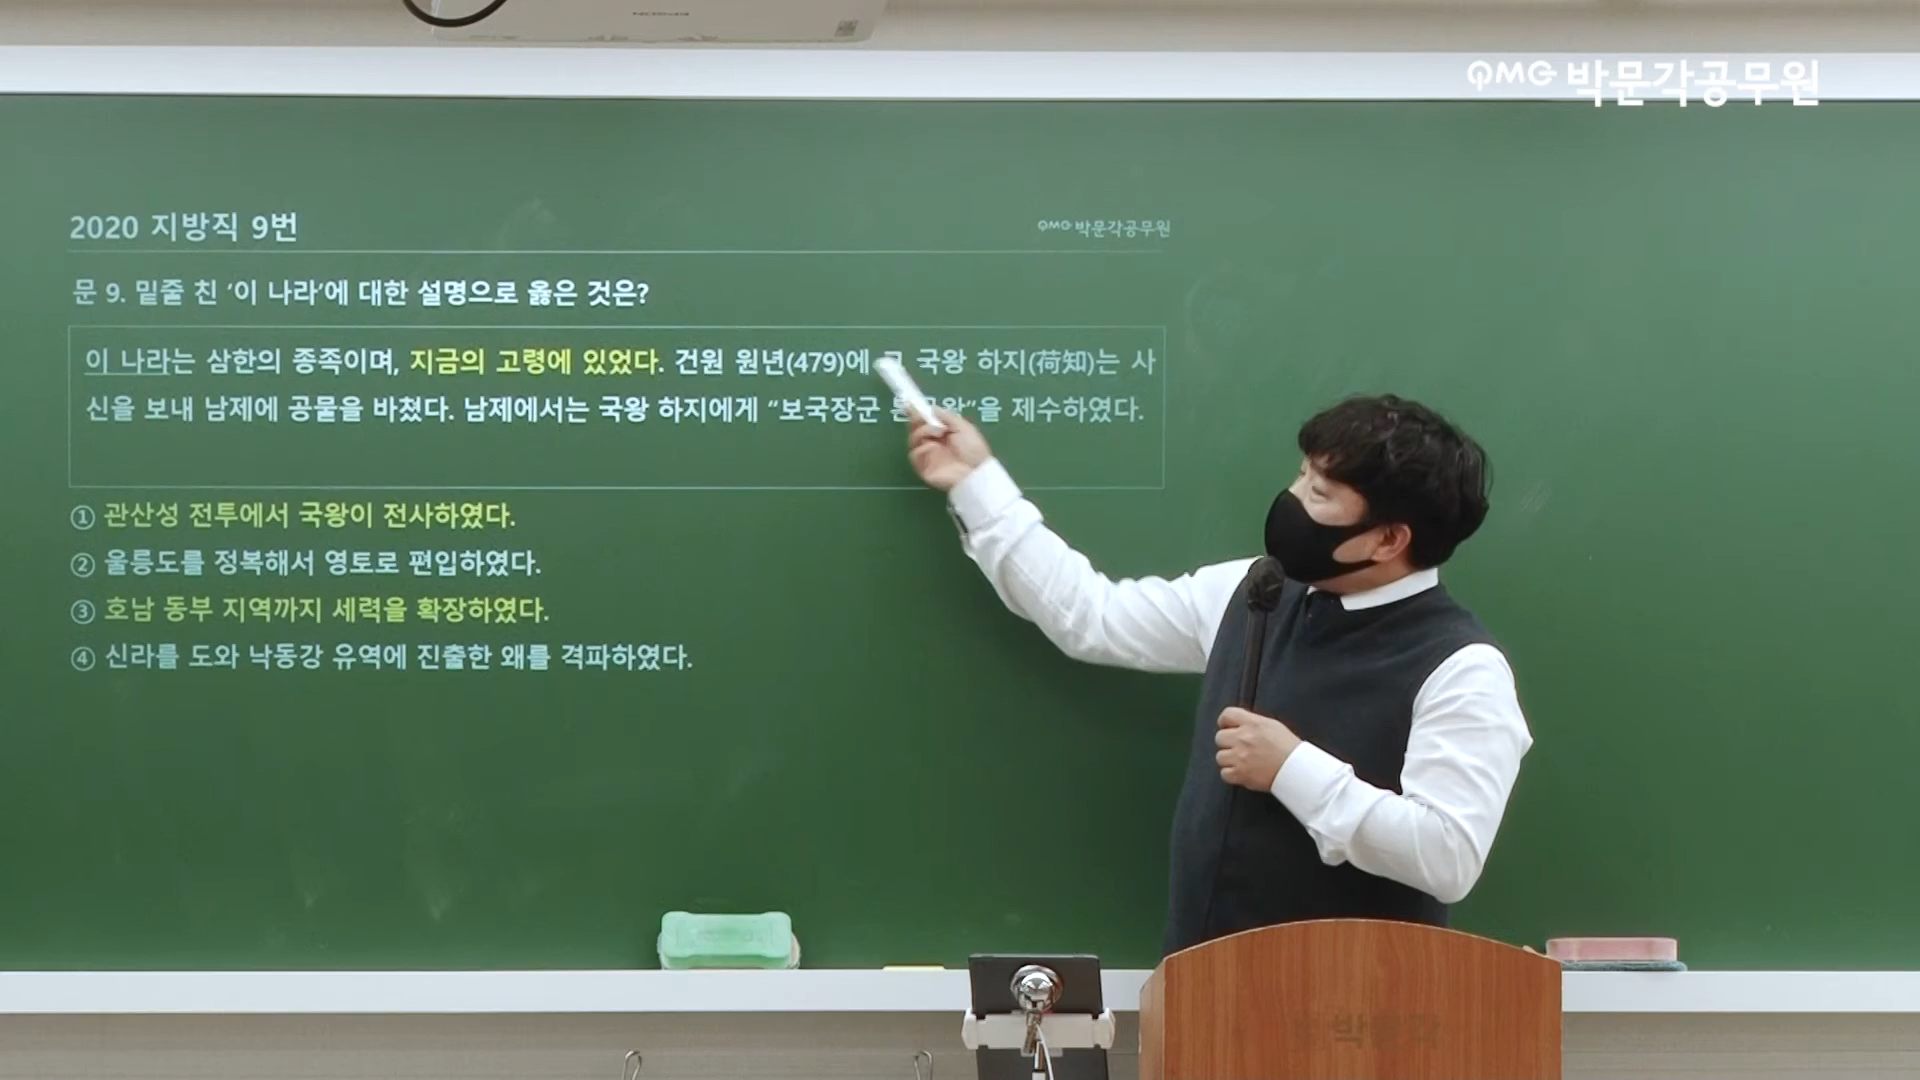 PMG 박문각공무원
2020 지방직 9번
PMG 박문각공무원
문 9. 밑줄 친 ‘이 나라’에 대한 설명으로 옳은 것은?
이 나라는 삼한의 종족이며, 지금의 고령에 있었다. 건원 원년(479)에 국왕 하지(荷知)는 사
신을 보내 남제에 공물을 바쳤다. 남제에서는 국왕 하지에게 “보국장군 을 제수하였다.
① 관산성 전투에서 국왕이 전사하였다.
② 울릉도를 정복해서 영토로 편입하였다.
③ 호남 동부 지역까지 세력을 확장하였다.
④ 신라를 도와 낙동강 유역에 진출한 왜를 격파하였다.
박문각